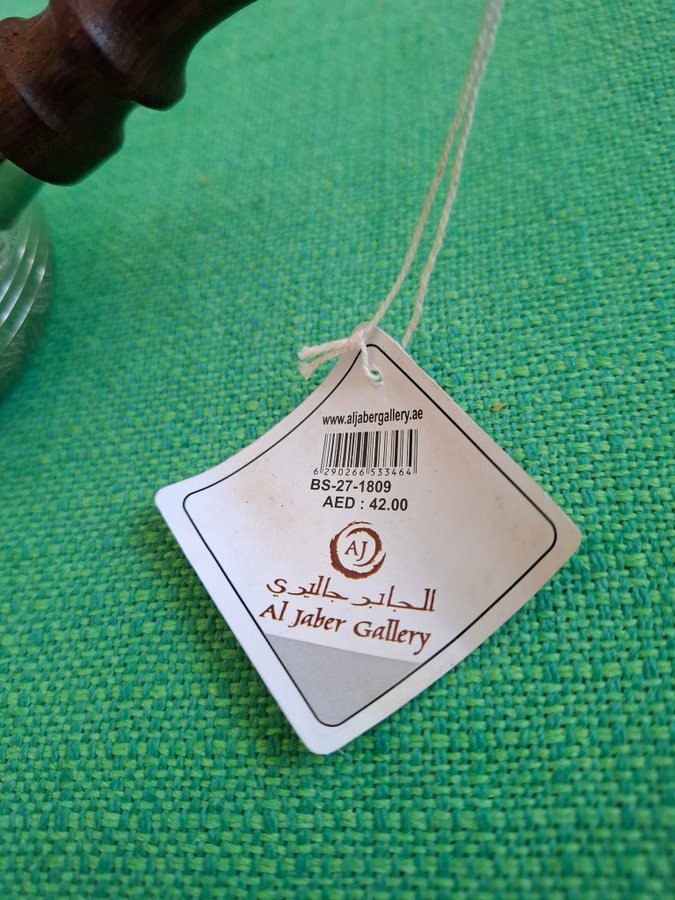 www.aljabergallery.ae
6 290266 533464
BS-27-1809
AED : 42.00
AJ
الجابر جاليري
Al Jaber Gallery